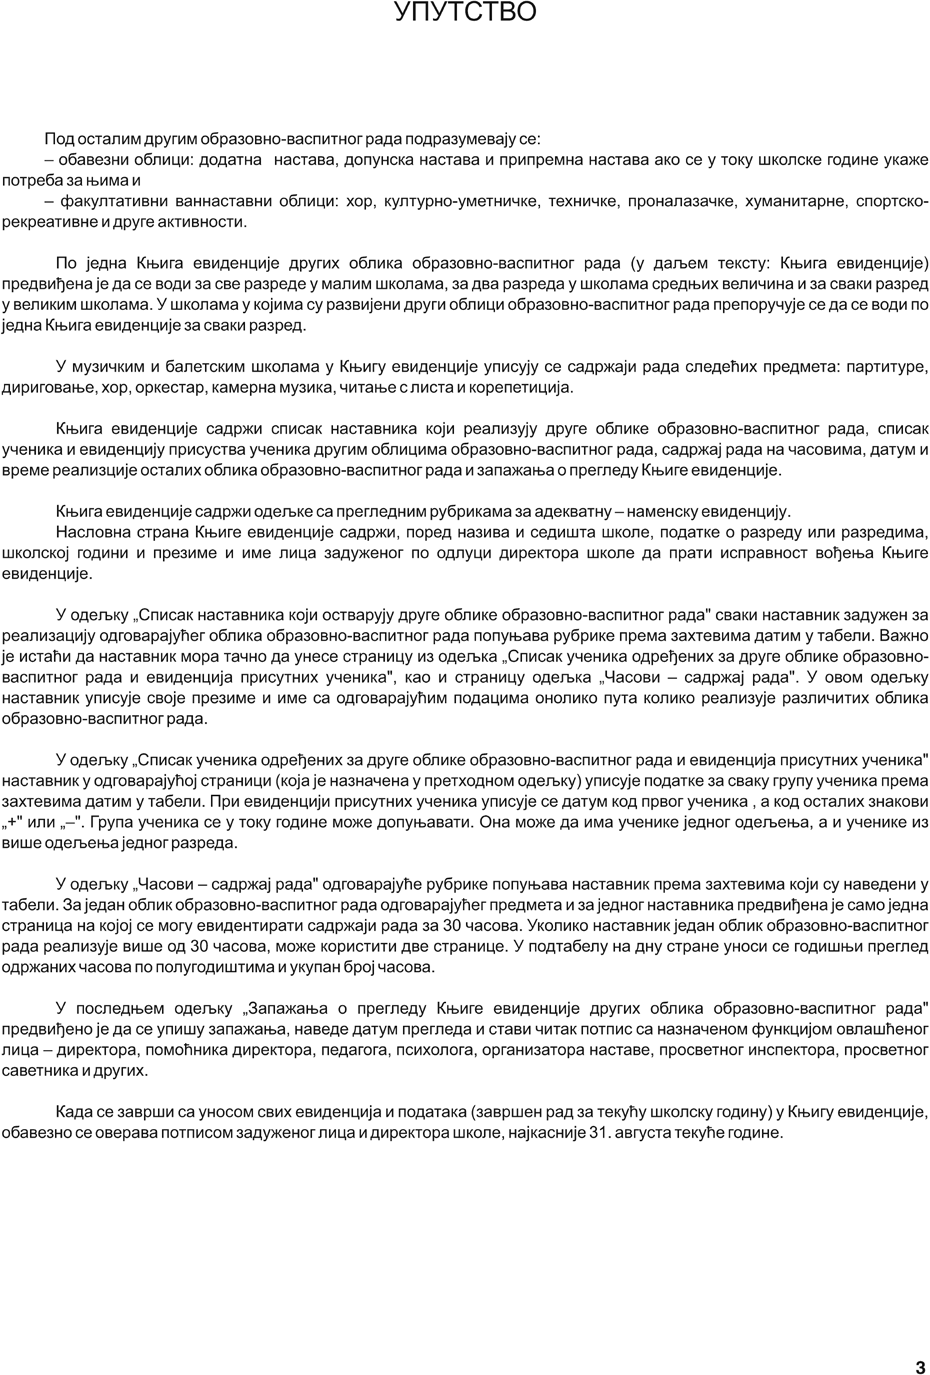 УПУТСТВО
Под осталим другим образовно-васпитног рада подразумевају се:
– обавезни облици: додатна настава, допунска настава и припремна настава ако се у току школске године укаже
потреба за њима и
– факултативни ваннаставни облици: хор, културно-уметничке, техничке, проналазачке, хуманитарне, спортско-
рекреативне и друге активности.
По једна Књига евиденције других облика образовно-васпитног рада (у даљем тексту: Књига евиденције)
предвиђена је да се води за све разреде у малим школама, за два разреда у школама средњих величина и за сваки разред
у великим школама. У школама у којима су развијени други облици образовно-васпитног рада препоручује се да се води по
једна Књига евиденције за сваки разред.
У музичким и балетским школама у Књигу евиденције уписују се садржаји рада следећих предмета: партитуре,
дириговање, хор, оркестар, камерна музика, читање с листа и корепетиција.
Књига евиденције садржи списак наставника који реализују друге облике образовно-васпитног рада, списак
ученика и евиденцију присуства ученика другим облицима образовно-васпитног рада, садржај рада на часовима, датум и
време реализције осталих облика образовно-васпитног рада и запажања о прегледу Књиге евиденције.
Књига евиденције садржи одељке са прегледним рубрикама за адекватну – наменску евиденцију.
Насловна страна Књиге евиденције садржи, поред назива и седишта школе, податке о разреду или разредима,
школској години и презиме и име лица задуженог по одлуци директора школе да прати исправност вођења Књиге
евиденције.
У одељку „Списак наставника који остварују друге облике образовно-васпитног рада" сваки наставник задужен за
реализацију одговарајућег облика образовно-васпитног рада попуњава рубрике према захтевима датим у табели. Важно
је истаћи да наставник мора тачно да унесе страницу из одељка „Списак ученика одређених за друге облике образовно-
васпитног рада и евиденција присутних ученика", као и страницу одељка „Часови – садржај рада". У овом одељку
наставник уписује своје презиме и име са одговарајућим подацима онолико пута колико реализује различитих облика
образовно-васпитног рада.
У одељку „Списак ученика одређених за друге облике образовно-васпитног рада и евиденција присутних ученика"
наставник у одговарајућој страници (која је назначена у претходном одељку) уписује податке за сваку групу ученика према
захтевима датим у табели. При евиденцији присутних ученика уписује се датум код првог ученика , а код осталих знакови
„+" или „–". Група ученика се у току године може допуњавати. Она може да има ученике једног одељења, а и ученике из
више одељења једног разреда.
У одељку „Часови – садржај рада" одговарајуће рубрике попуњава наставник према захтевима који су наведени у
табели. За један облик образовно-васпитног рада одговарајућег предмета и за једног наставника предвиђена је само једна
страница на којој се могу евидентирати садржаји рада за 30 часова. Уколико наставник један облик образовно-васпитног
рада реализује више од 30 часова, може користити две странице. У подтабелу на дну стране уноси се годишњи преглед
одржаних часова по полугодиштима и укупан број часова.
У последњем одељку „Запажања о прегледу Књиге евиденције других облика образовно-васпитног рада"
предвиђено је да се упишу запажања, наведе датум прегледа и стави читак потпис са назначеном функцијом овлашћеног
лица – директора, помоћника директора, педагога, психолога, организатора наставе, просветног инспектора, просветног
саветника и других.
Када се заврши са уносом свих евиденција и података (завршен рад за текућу школску годину) у Књигу евиденције,
обавезно се оверава потписом задуженог лица и директора школе, најкасније 31. августа текуће године.
3